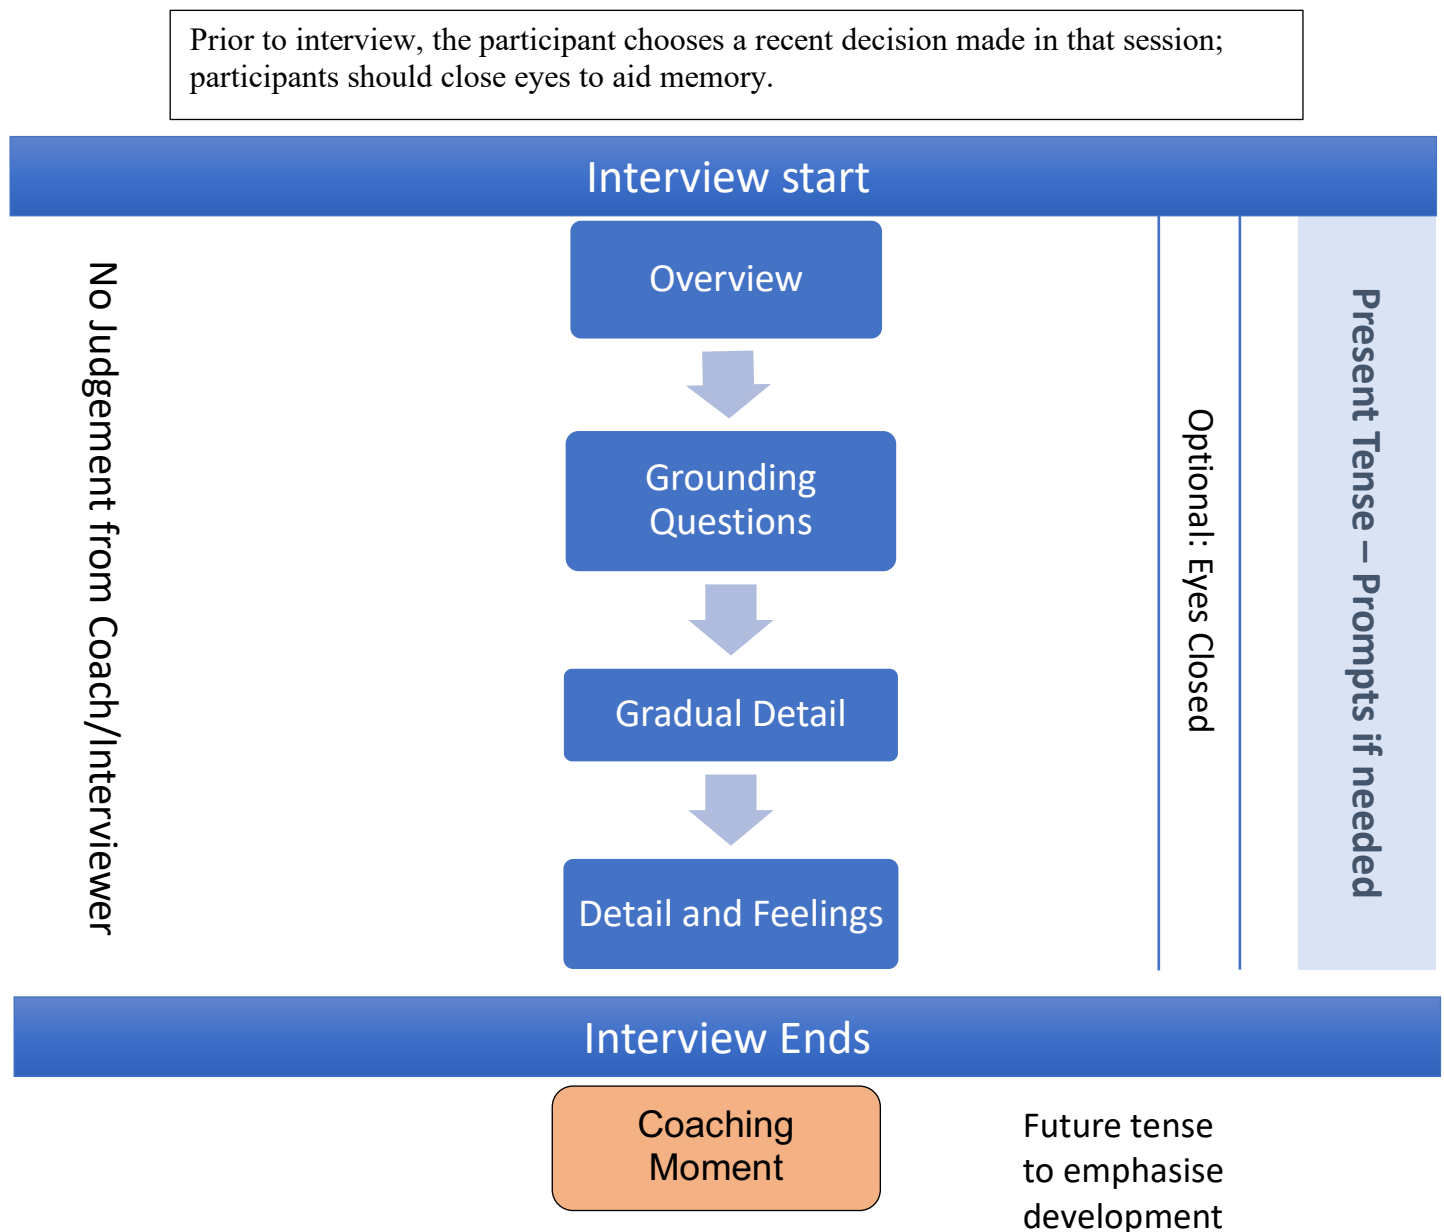 Prior to interview, the participant chooses a recent decision made in that session;
participants should close eyes to aid memory.
Interview start
No Judgement from Coach/Interviewer
Overview
Grounding
Questions
Gradual Detail
Detail and Feelings
Optional: Eyes Closed
Present Tense – Prompts if needed
Interview Ends
Coaching
Moment
Future tense
to emphasise
development